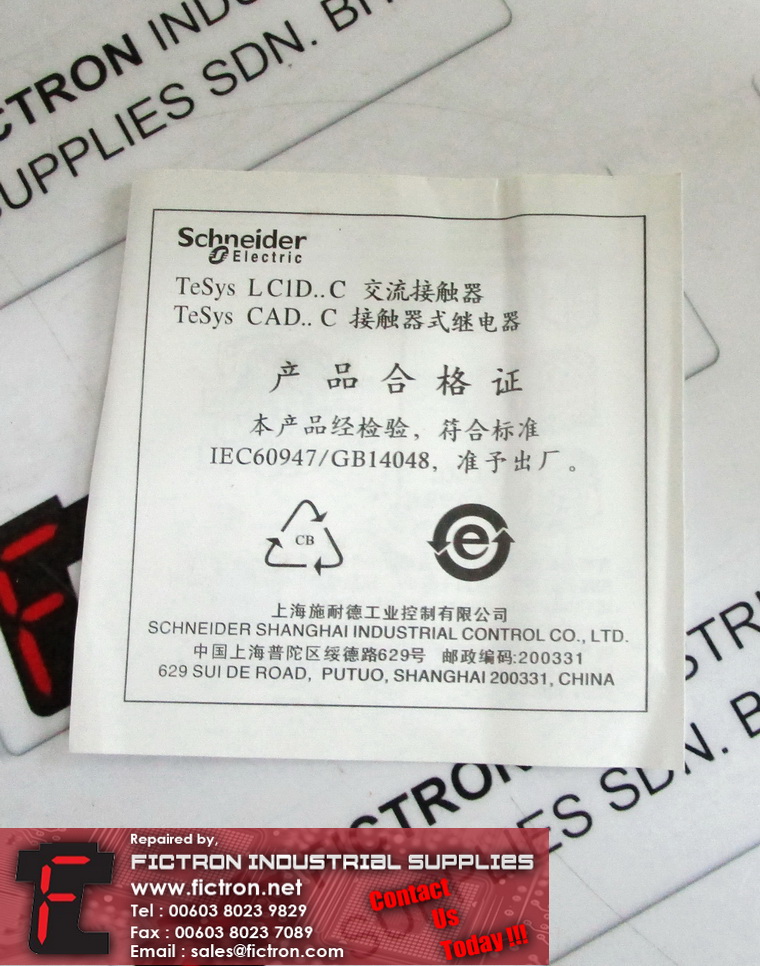 CTRON INDU
SUPPLIES SDN. BH
Schneider
Electric
TeSys LC1D..C 交流接触器
TeSys CAD..C 接触器式继电器
产品合格证
本产品经检验，符合标准
IEC60947/GB14048，准予出厂。
CB
e
上海施耐德工业控制有限公司
SCHNEIDER SHANGHAI INDUSTRIAL CONTROL CO., LTD.
中国上海普陀区绥德路629号 邮政编码:200331
629 SUI DE ROAD, PUTUO, SHANGHAI 200331, CHINA
STRI
CTRON
IES SDN. B
Repaired by,
FICTRON INDUSTRIAL SUPPLIES
www.fictron.net
Tel : 00603 8023 9829
Fax : 00603 8023 7089
Email : sales@fictron.com
Contact
Us
Today !!!